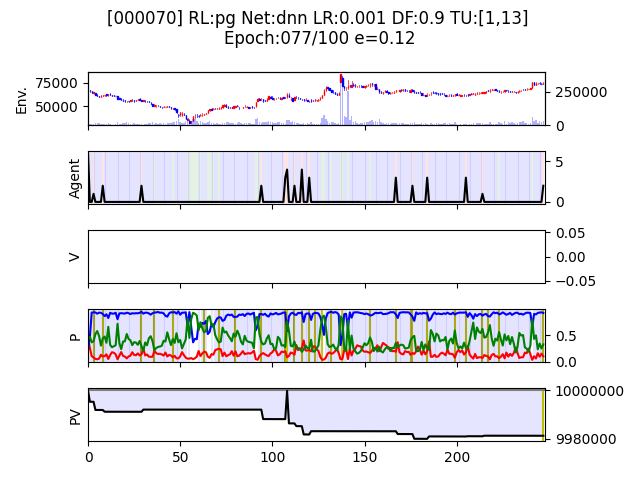 [000070] RL:pg Net:dnn LR:0.001 DF:0.9 TU:[1,13]
Epoch:077/100 e=0.12
Env.
75000
50000
250000
0
Agent
5
0
V
0.05
0.00
−0.05
P
0.5
0.0
PV
10000000
9980000
0 50 100 150 200